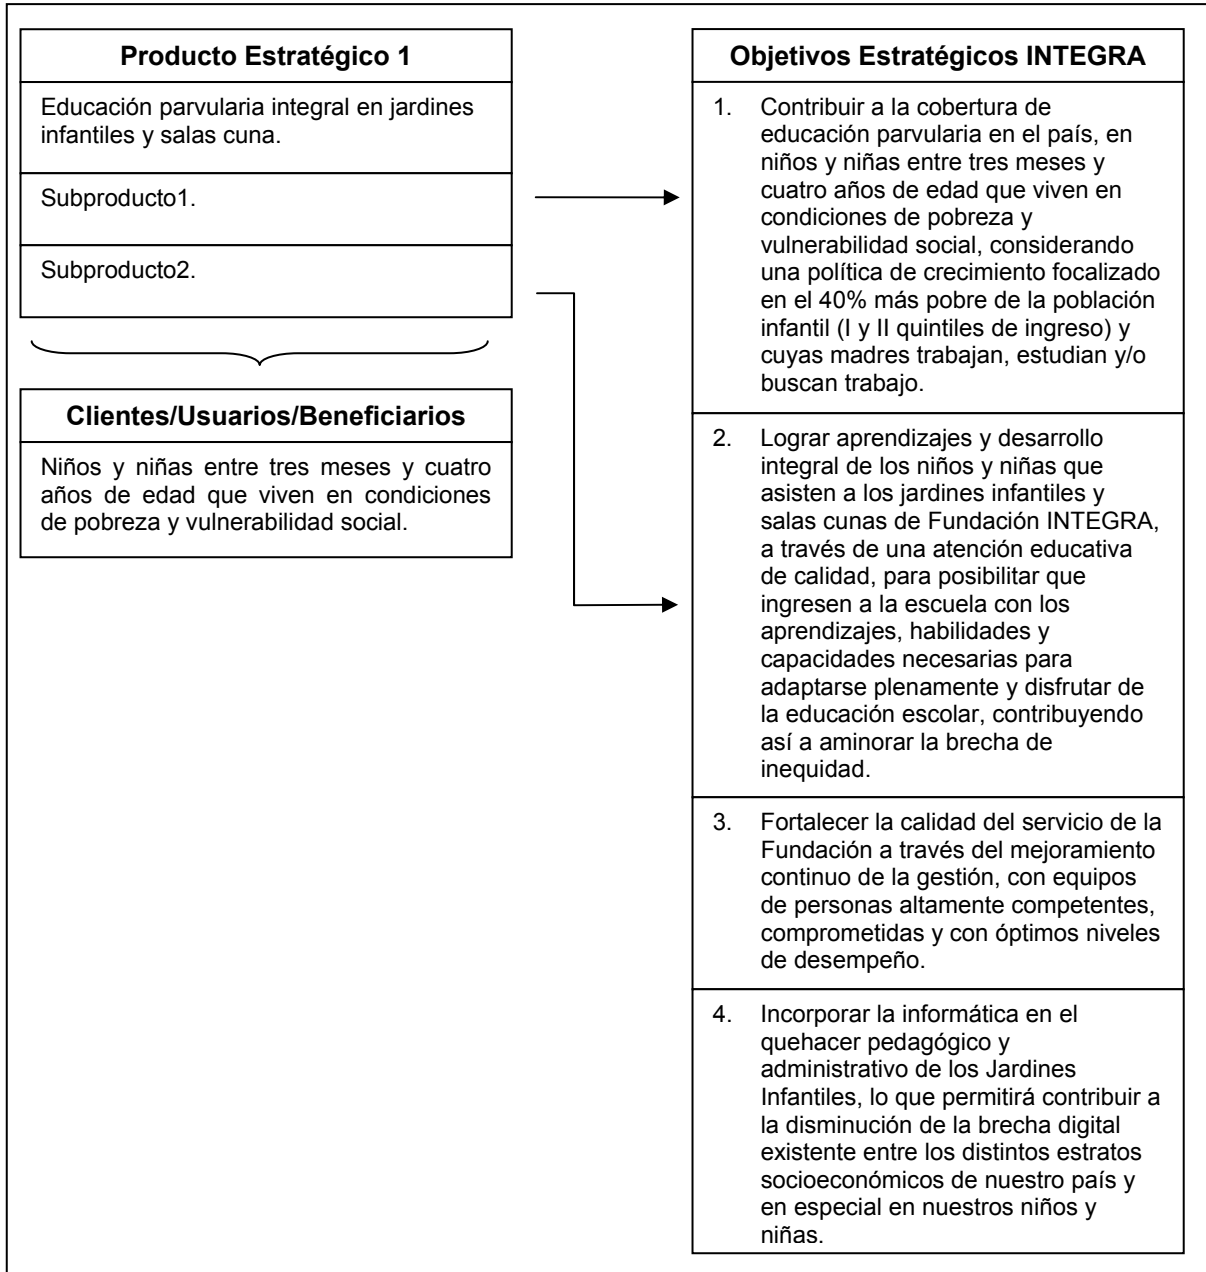 Producto Estratégico 1
Educación parvularia integral en jardines
infantiles y salas cuna.
Subproducto1.
Subproducto2.
Clientes/Usuarios/Beneficiarios
Niños y niñas entre tres meses y cuatro
años de edad que viven en condiciones
de pobreza y vulnerabilidad social.
Objetivos Estratégicos INTEGRA
1. Contribuir a la cobertura de
educación parvularia en el país, en
niños y niñas entre tres meses y
cuatro años de edad que viven en
condiciones de pobreza y
vulnerabilidad social, considerando
una política de crecimiento focalizado
en el 40% más pobre de la población
infantil (I y II quintiles de ingreso) y
cuyas madres trabajan, estudian y/o
buscan trabajo.
2. Lograr aprendizajes y desarrollo
integral de los niños y niñas que
asisten a los jardines infantiles y
salas cunas de Fundación INTEGRA,
a través de una atención educativa
de calidad, para posibilitar que
ingresen a la escuela con los
aprendizajes, habilidades y
capacidades necesarias para
adaptarse plenamente y disfrutar de
la educación escolar, contribuyendo
así a aminorar la brecha de
inequidad.
3. Fortalecer la calidad del servicio de la
Fundación a través del mejoramiento
continuo de la gestión, con equipos
de personas altamente competentes,
comprometidas y con óptimos niveles
de desempeño.
4. Incorporar la informática en el
quehacer pedagógico y
administrativo de los Jardines
Infantiles, lo que permitirá contribuir a
la disminución de la brecha digital
existente entre los distintos estratos
socioeconómicos de nuestro país y
en especial en nuestros niños y
niñas.